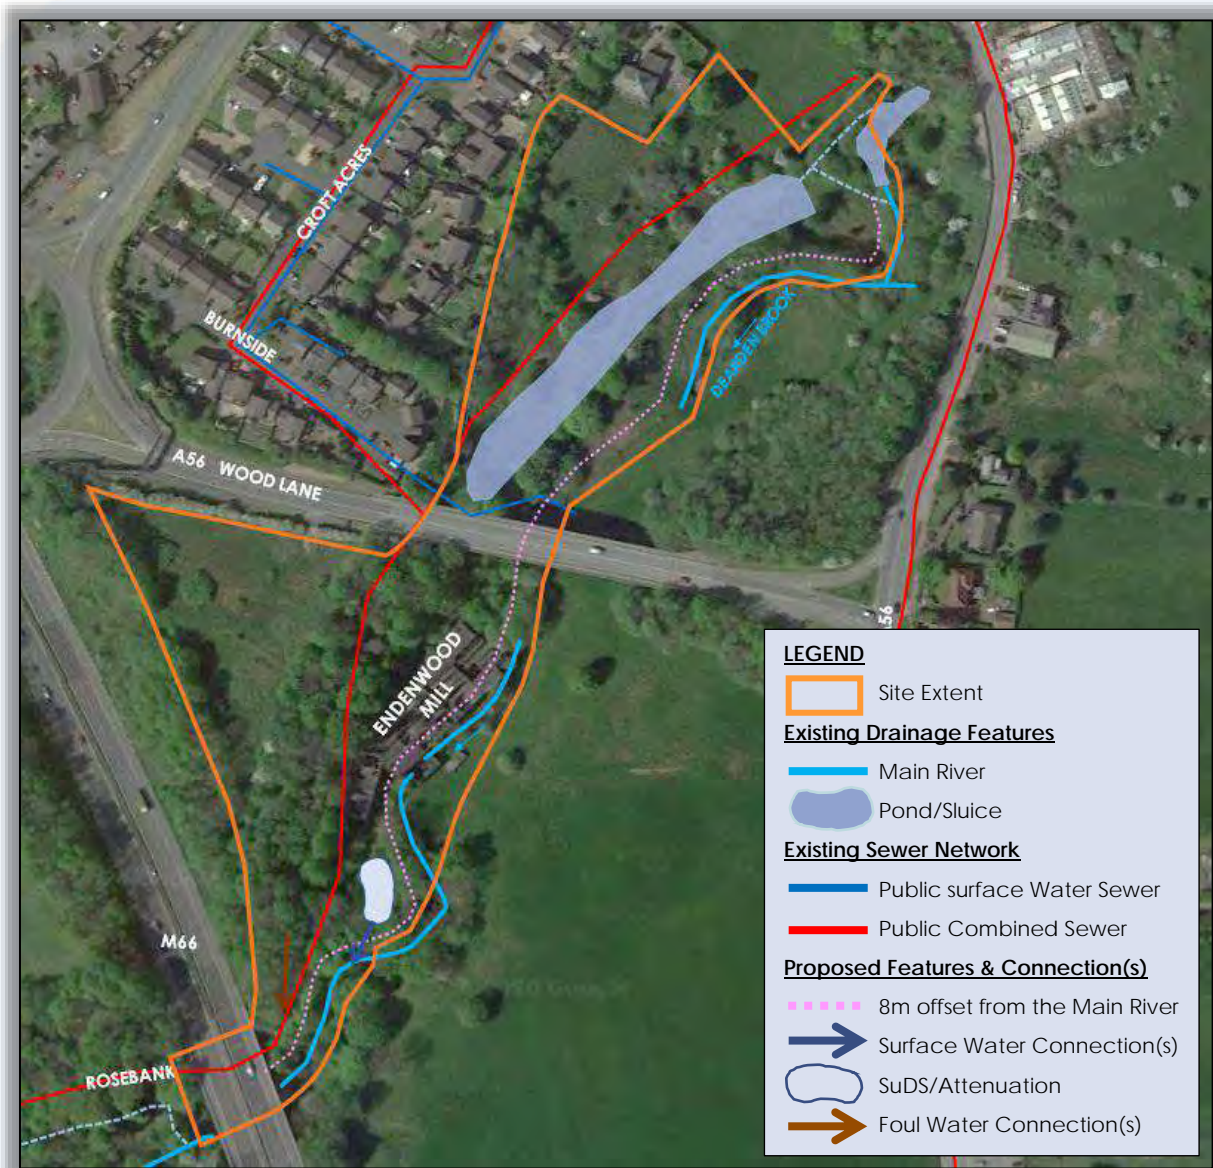 CROFT ACRES
BURNSIDE
DEARDEN BROOK
A56 WOOD LANE
ENDENWOOD
MILL
M66
ROSEBANK
LEGEND
Site Extent
Existing Drainage Features
Main River
Pond/Sluice
Existing Sewer Network
Public surface Water Sewer
Public Combined Sewer
Proposed Features & Connection(s)
8m offset from the Main River
Surface Water Connection(s)
SuDS/Attenuation
Foul Water Connection(s)